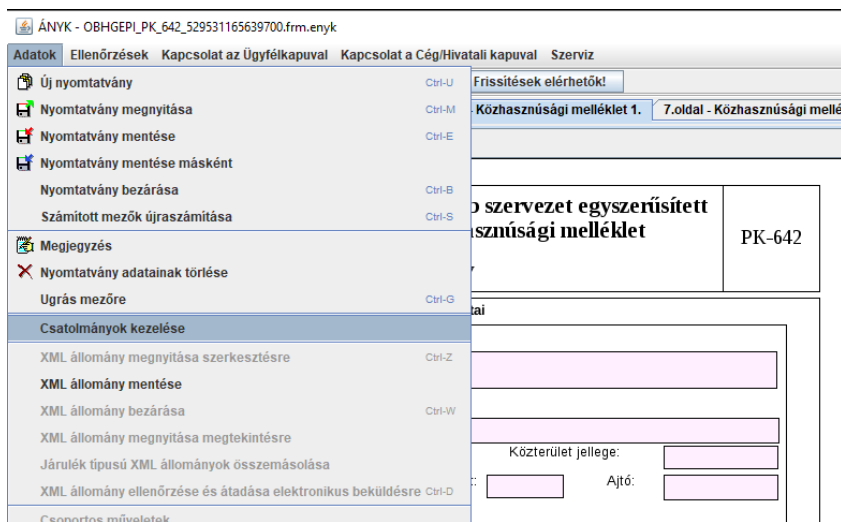 ÁNYK - OBHGEPI_PK_642_529531165639700.frm.enyk
Adatok Ellenőrzések Kapcsolat az Ügyfélkapuval Kapcsolat a Cég/Hivatali kapuval Szerviz
Új nyomtatvány Ctrl-U
Frissítések elérhetők!
Nyomtatvány megnyitása Ctrl-M
Közhasznúsági melléklet 1. 7.oldal - Közhasznúsági mellé
Nyomtatvány mentése Ctrl-E
Nyomtatvány mentése másként
Nyomtatvány bezárása Ctrl-B
Számított mezők újraszámítása Ctrl-S
szervezet egyszerűsített
Megjegyzés
sznúsági melléklet
PK-642
Nyomtatvány adatainak törlése
Ugrás mezőre Ctrl-G
tai
Csatolmányok kezelése
XML állomány megnyitása szerkesztésre Ctrl-Z
XML állomány mentése
XML állomány bezárása Ctrl-W
XML állomány megnyitása megtekintésre
Közterület jellege:
Járulék típusú XML állományok összemásolása
XML állomány ellenőrzése és átadása elektronikus beküldésre Ctrl-D
Ajtó:
Csoportos műveletek